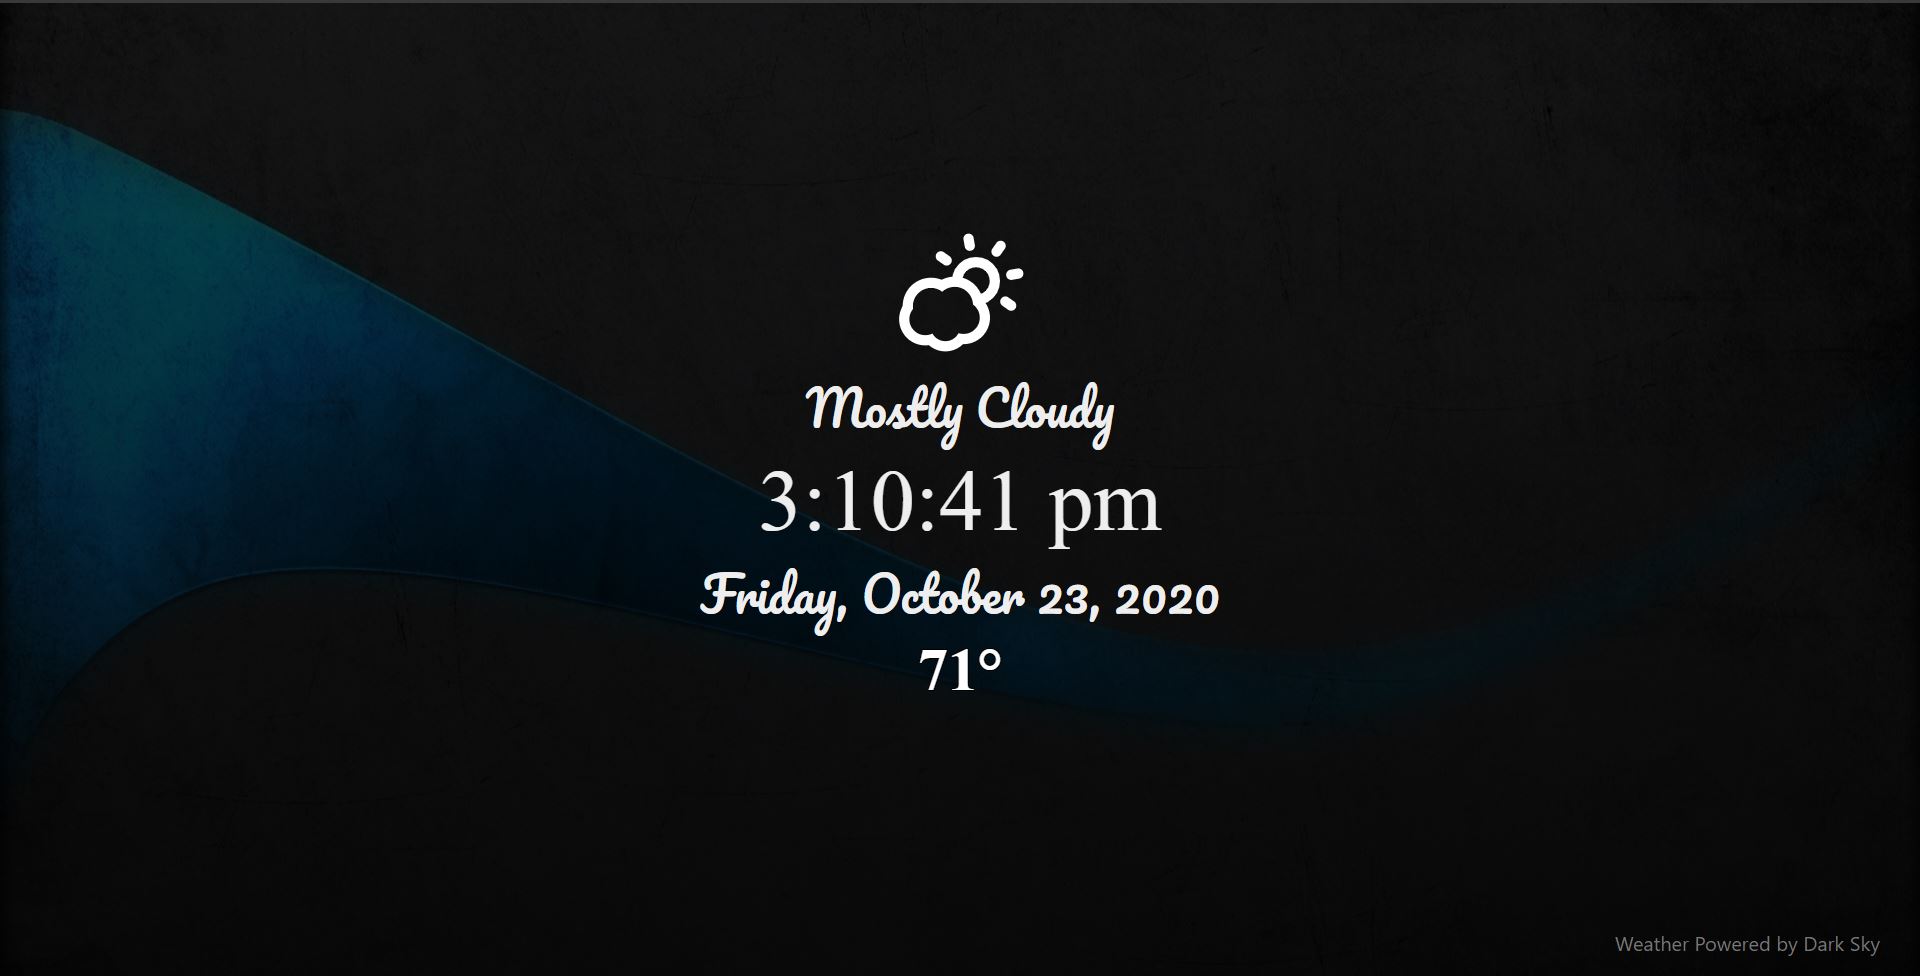 Mostly Cloudy
3:10:41 pm
Friday, October 23, 2020
71°
Weather Powered by Dark Sky